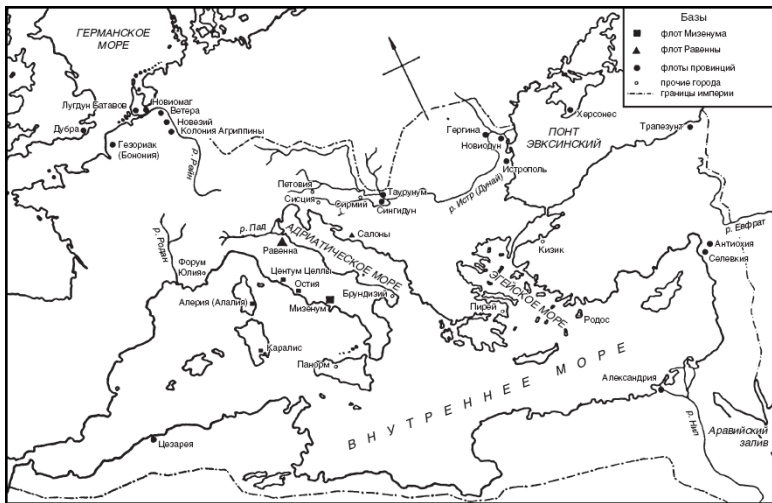 ГЕРМАНСКОЕ
МОРЕ
Базы
флот Мизенума
флот Равенны
флоты провинций
прочие города
границы империи
Лугдун Батавов
Новиомаг
Ветера
Новезий
Колония Агриппины
Дубра
Гезориак
(Бонония)
р. Рейн
Гергина
Новиодун
Херсонес
ПОНТ
ЭВКСИНСКИЙ
Трапезунт
Истрополь
р. Истр (Дунай)
Петовия
Сисция
Сирмий
Таурунум
Сингидун
р. Евфрат
р. Родан
р. Пад
Равенна
АДРИАТИЧЕСКОЕ МОРЕ
Салоны
Кизик
Антиохия
Селевкия
Форум
Юлия
Центум Целлы
Остия
Алерия (Алалия)
Мизенум
Брундизий
ЭГЕЙСКОЕ МОРЕ
Пирей
Родос
Каралис
Панорм
ВНУТРЕННЕЕ МОРЕ
Александрия
р. Нил
Аравийский
залив
Цезарея